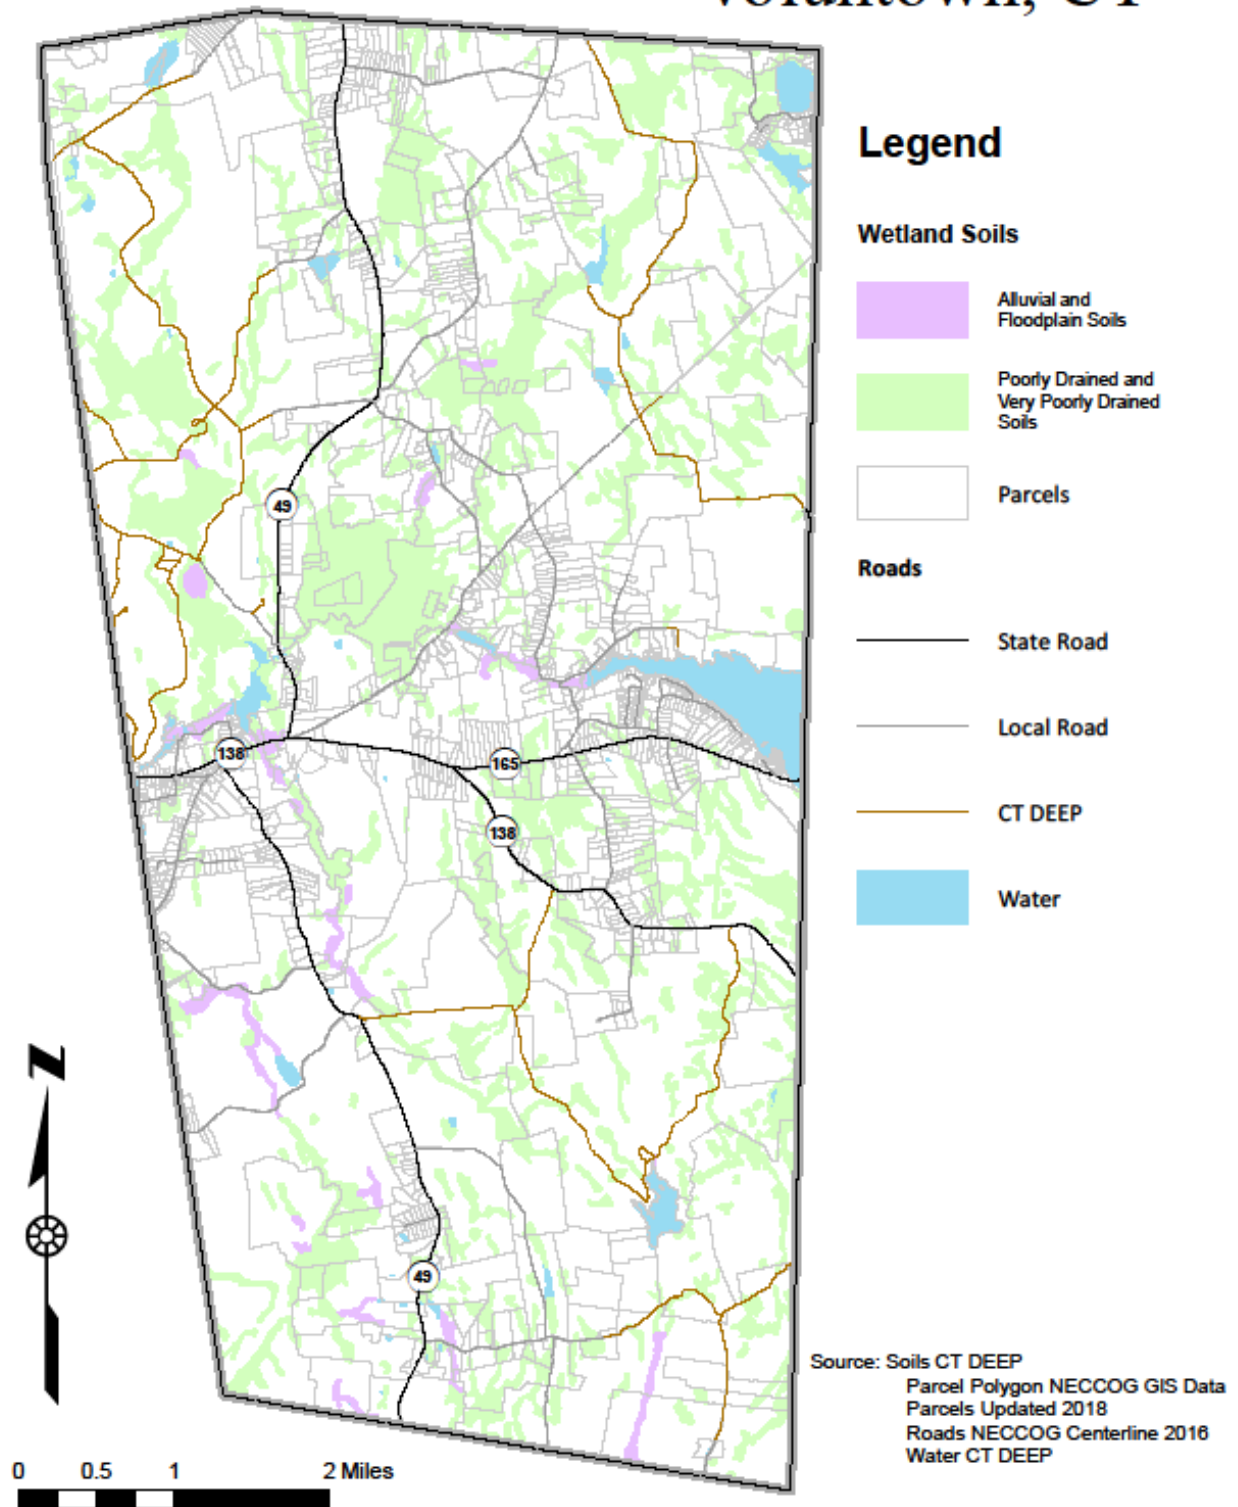 Voluntown, CT
Legend
Wetland Soils
Alluvial and
Floodplain Soils
Poorly Drained and
Very Poorly Drained
Soils
Parcels
Roads
State Road
Local Road
CT DEEP
Water
49
138
165
138
49
N
Source: Soils CT DEEP
Parcel Polygon NECCOG GIS Data
Parcels Updated 2018
Roads NECCOG Centerline 2016
Water CT DEEP
0 0.5 1 2 Miles